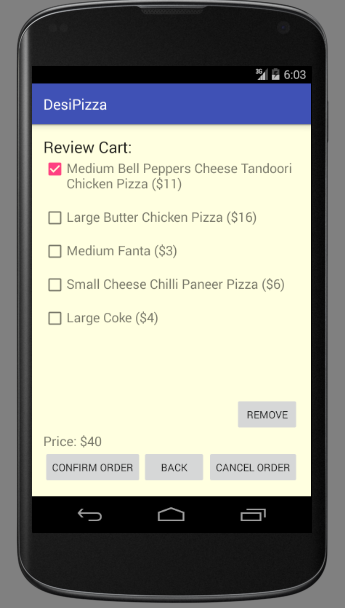 3G 6:03
DesiPizza
Review Cart:
Medium Bell Peppers Cheese Tandoori
Chicken Pizza ($11)
Large Butter Chicken Pizza ($16)
Medium Fanta ($3)
Small Cheese Chilli Paneer Pizza ($6)
Large Coke ($4)
REMOVE
Price: $40
CONFIRM ORDER BACK CANCEL ORDER